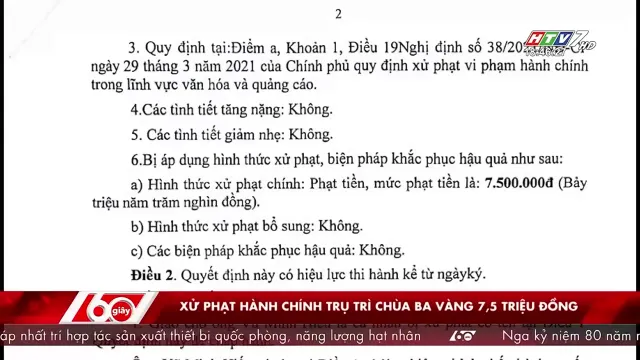 2
HTV7 HD
3. Quy định tại:Điểm a, Khoản 1, Điều 19Nghị định số 38/20
ngày 29 tháng 3 năm 2021 của Chính phủ quy định xử phạt vi phạm hành chính
trong lĩnh vực văn hóa và quảng cáo.
4.Các tình tiết tăng nặng: Không.
5. Các tình tiết giảm nhẹ: Không.
6.Bị áp dụng hình thức xử phạt, biện pháp khắc phục hậu quả như sau:
a) Hình thức xử phạt chính: Phạt tiền, mức phạt tiền là: 7.500.000đ (Bảy
triệu năm trăm nghìn đồng).
b) Hình thức xử phạt bổ sung: Không.
c) Các biện pháp khắc phục hậu quả: Không.
Điều 2. Quyết định này có hiệu lực thi hành kể từ ngàyký.
60 giây
XỬ PHẠT HÀNH CHÍNH TRỤ TRÌ CHÙA BA VÀNG 7,5 TRIỆU ĐỒNG
áp nhất trí hợp tác sản xuất thiết bị quốc phòng, năng lượng hạt nhân 60 Nga kỷ niệm 80 năm